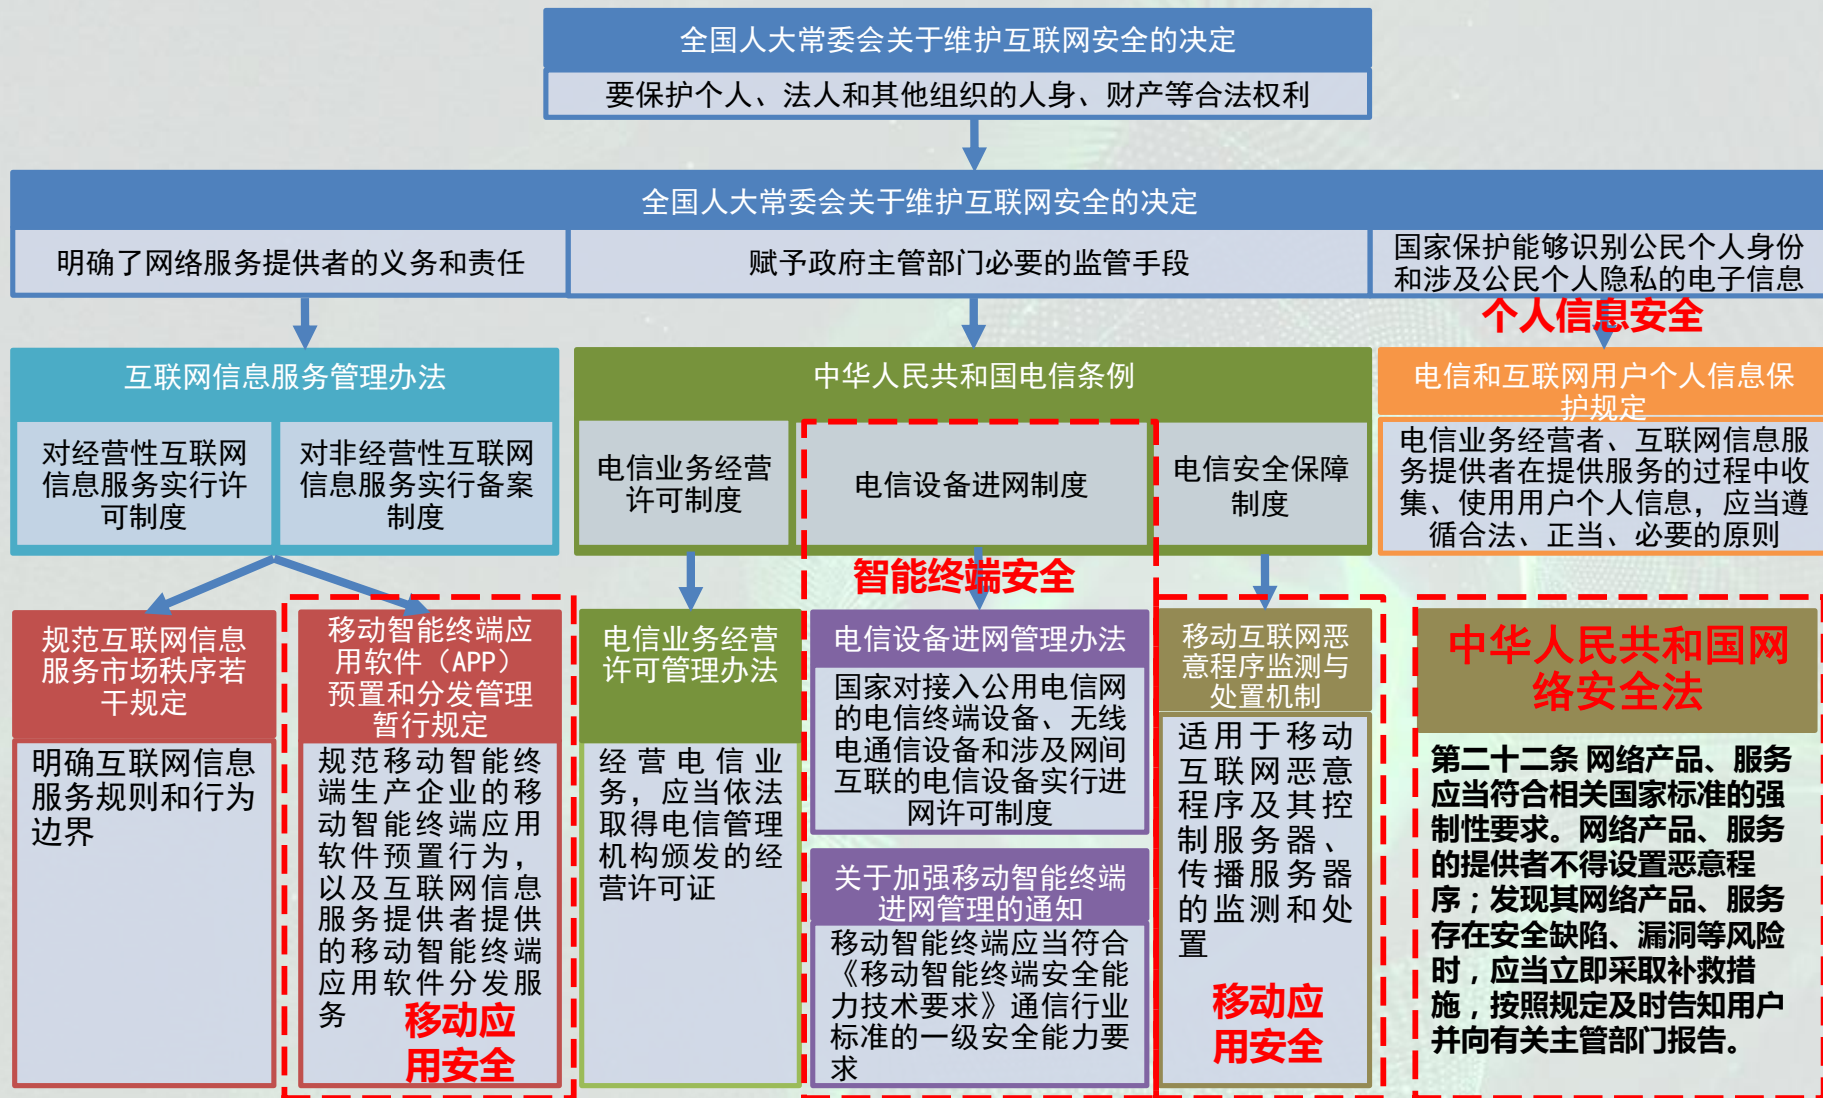 全国人大常委会关于维护互联网安全的决定
要保护个人、法人和其他组织的人身、财产等合法权利
全国人大常委会关于维护互联网安全的决定
明确了网络服务提供者的义务和责任
赋予政府主管部门必要的监管手段
国家保护能够识别公民个人身份
和涉及公民个人隐私的电子信息
个人信息安全
互联网信息服务管理办法
对经营性互联网
信息服务实行许
可制度
对非经营性互联网
信息服务实行备案
制度
中华人民共和国电信条例
电信业务经营
许可制度
电信设备进网制度
电信安全保障
制度
电信和互联网用户个人信息保
护规定
电信业务经营者、互联网信息服
务提供者在提供服务的过程中收
集、使用用户个人信息，应当遵
循合法、正当、必要的原则
智能终端安全
规范互联网信息
服务市场秩序若
干规定
明确互联网信息
服务规则和行为
边界
移动智能终端应
用软件（APP）
预置和分发管理
暂行规定
规范移动智能终
端生产企业的移
动智能终端应用
软件预置行为，
以及互联网信息
服务提供者提供
的移动智能终端
应用软件分发服
务
移动应
用安全
电信业务经营
许可管理办法
经营电信业
务，应当依法
取得电信管理
机构颁发的经
营许可证
电信设备进网管理办法
国家对接入公用电信网
的电信终端设备、无线
电通信设备和涉及网间
互联的电信设备实行进
网许可制度
关于加强移动智能终端
进网管理的通知
移动智能终端应当符合
《移动智能终端安全能
力技术要求》通信行业
标准的一级安全能力要
求
移动互联网恶
意程序监测与
处置机制
适用于移动
互联网恶意
程序及其控
制服务器、
传播服务器
的监测和处
置
移动应
用安全
中华人民共和国网
络安全法
第二十二条 网络产品、服务
应当符合相关国家标准的强
制性要求。网络产品、服务
的提供者不得设置恶意程
序；发现其网络产品、服务
存在安全缺陷、漏洞等风险
时，应当立即采取补救措
施，按照规定及时告知用户
并向有关主管部门报告。